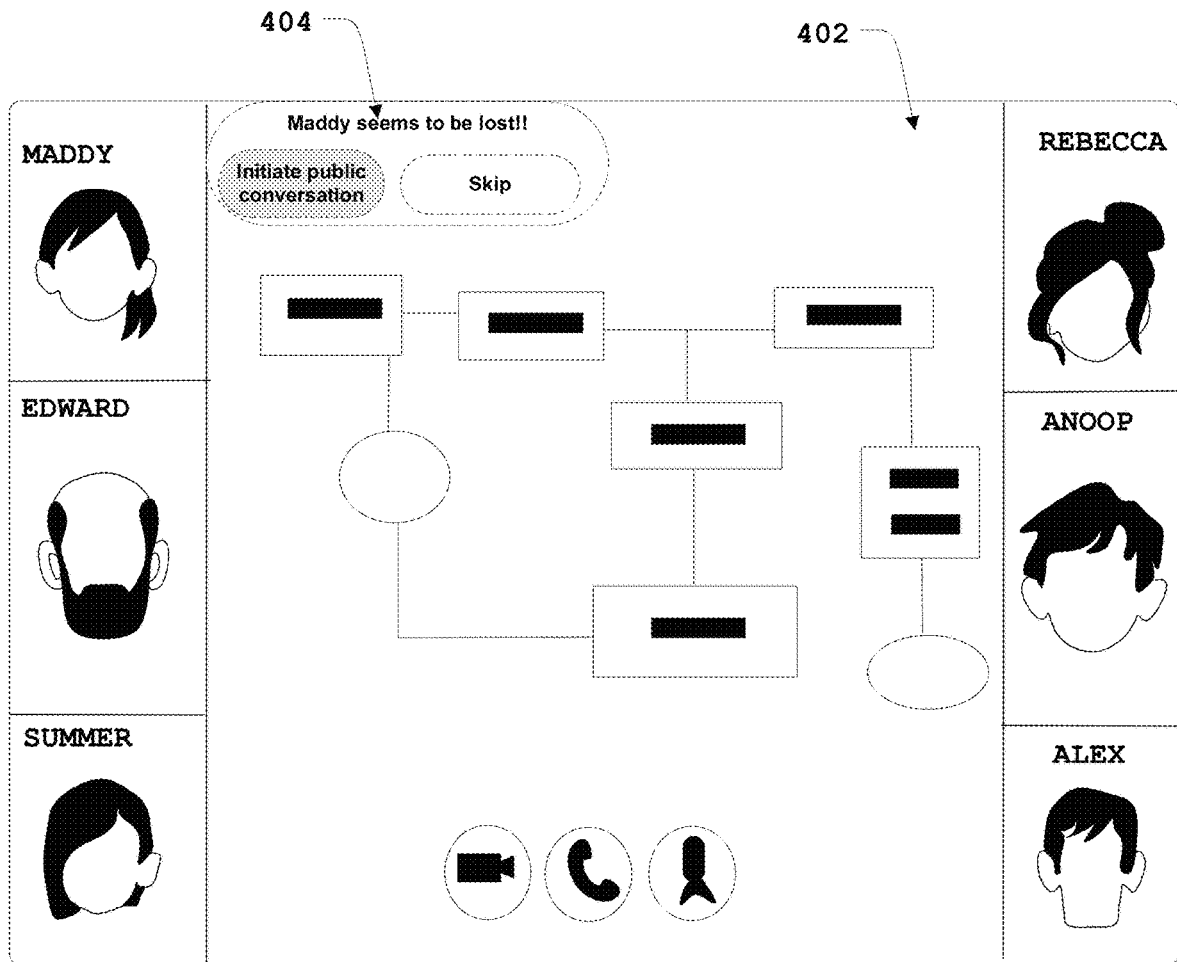 404
402
Maddy seems to be lost!!
Initiate public
conversation
Skip
MADDY
EDWARD
SUMMER
REBECCA
ANOOP
ALEX